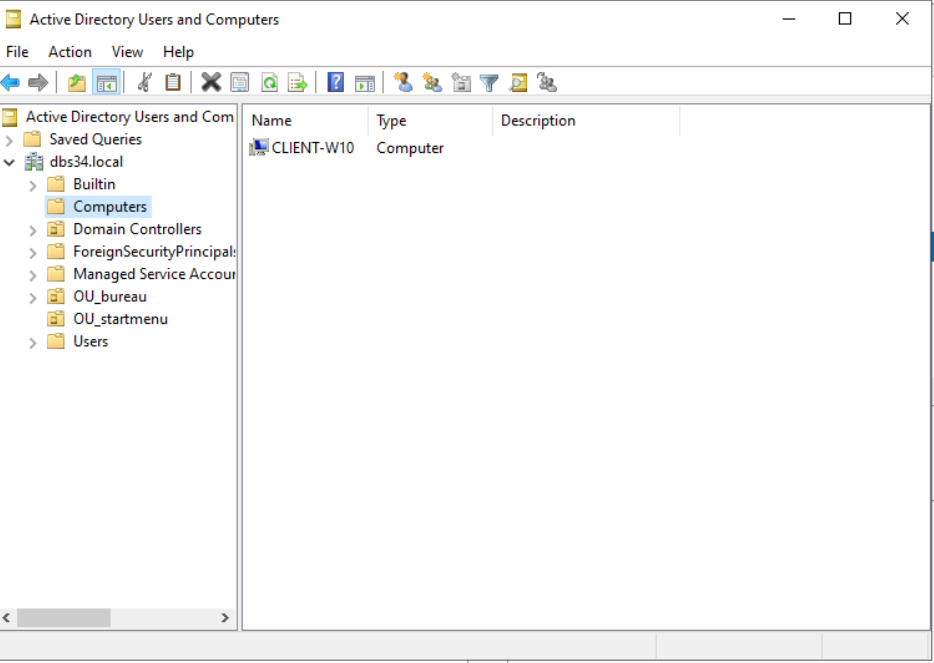 Active Directory Users and Computers
File Action View Help
Active Directory Users and Com
Saved Queries
dbs34.local
Builtin
Computers
Domain Controllers
ForeignSecurityPrincipals
Managed Service Accoun
OU_bureau
OU_startmenu
Users
Name Type Description
CLIENT-W10 Computer